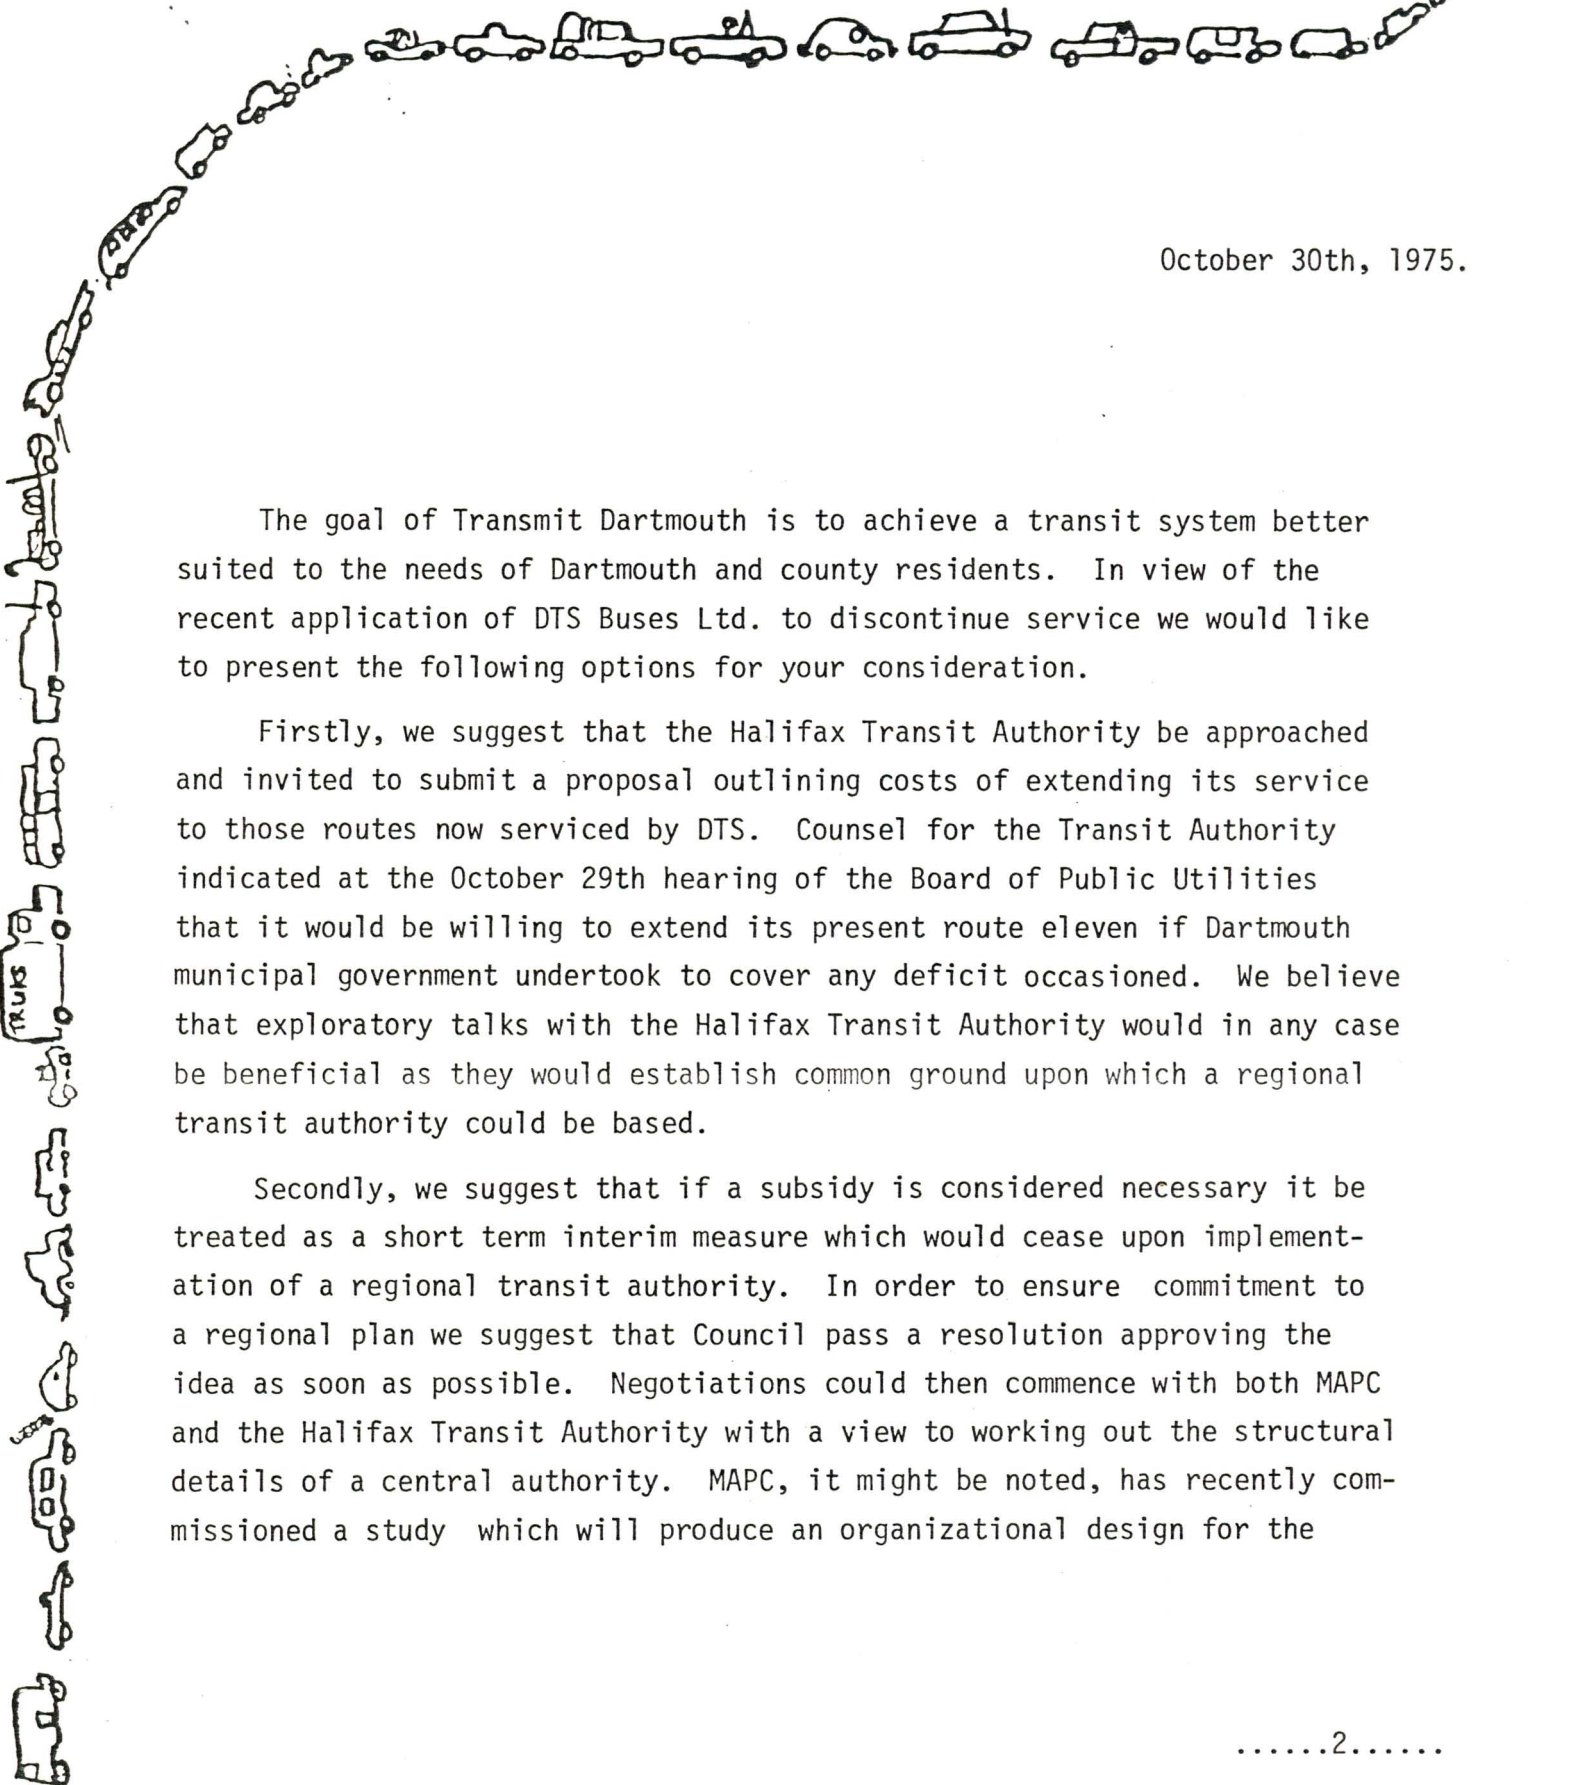 October 30th, 1975.
The goal of Transmit Dartmouth is to achieve a transit system better
suited to the needs of Dartmouth and county residents. In view of the
recent application of DTS Buses Ltd. to discontinue service we would like
to present the following options for your consideration.
Firstly, we suggest that the Halifax Transit Authority be approached
and invited to submit a proposal outlining costs of extending its service
to those routes now serviced by DTS. Counsel for the Transit Authority
indicated at the October 29th hearing of the Board of Public Utilities
that it would be willing to extend its present route eleven if Dartmouth
municipal government undertook to cover any deficit occasioned. We believe
that exploratory talks with the Halifax Transit Authority would in any case
be beneficial as they would establish common ground upon which a regional
transit authority could be based.
Secondly, we suggest that if a subsidy is considered necessary it be
treated as a short term interim measure which would cease upon implement-
ation of a regional transit authority. In order to ensure commitment to
a regional plan we suggest that Council pass a resolution approving the
idea as soon as possible. Negotiations could then commence with both MAPC
and the Halifax Transit Authority with a view to working out the structural
details of a central authority. MAPC, it might be noted, has recently com-
missioned a study which will produce an organizational design for the
......2......
TRUKS